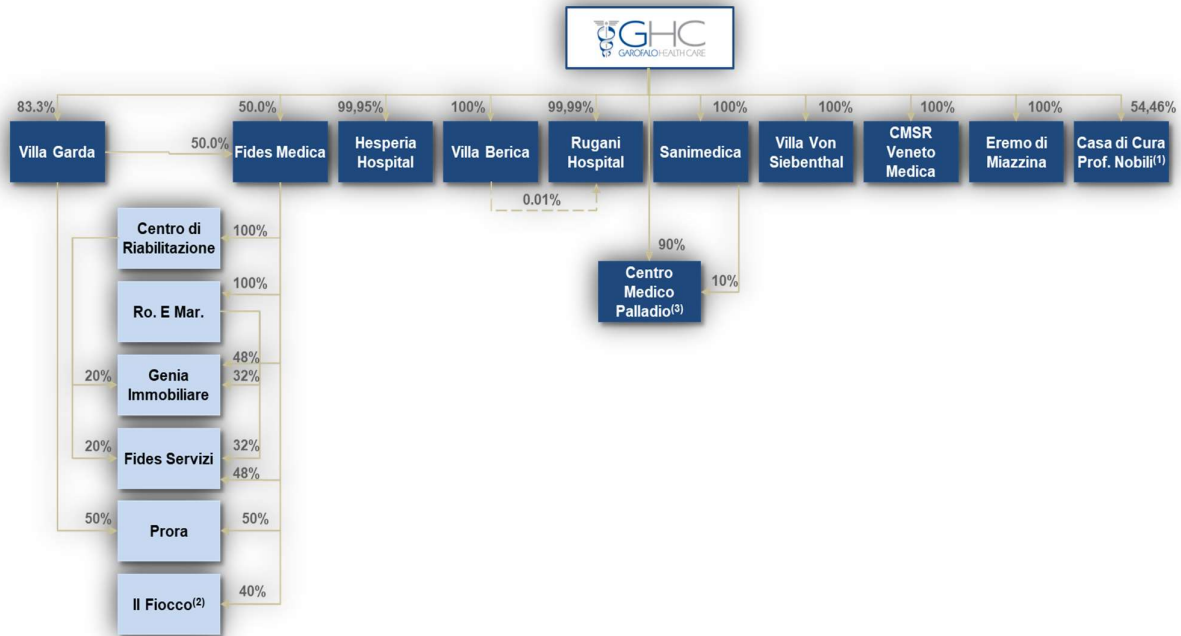 GHC
GAROFALO HEALTH CARE
83.3%
50.0%
99,95%
100%
99,99%
100%
100%
100%
100%
54,46%
Villa Garda
50.0%
Fides Medica
Hesperia
Hospital
Villa Berica
Rugani
Hospital
Sanimedica
Villa Von
Siebenthal
CMSR
Veneto
Medica
Eremo di
Miazzina
Casa di Cura
Prof. Nobili(1)
0.01%
Centro di
Riabilitazione
100%
90%
Centro
Medico
Palladio(3)
10%
100%
Ro. E Mar.
48%
20%
Genia
Immobiliare
32%
20%
Fides Servizi
32%
48%
50%
Prora
50%
40%
Il Fiocco(2)